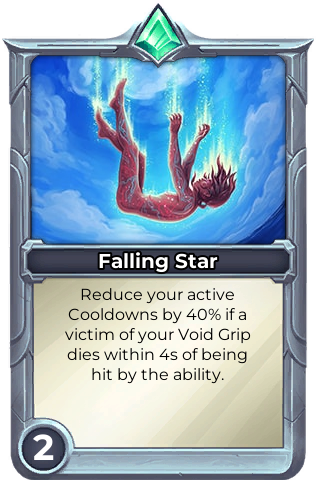 Falling Star
Reduce your active
Cooldowns by 40% if a
victim of your Void Grip
dies within 4s of being
hit by the ability.
2